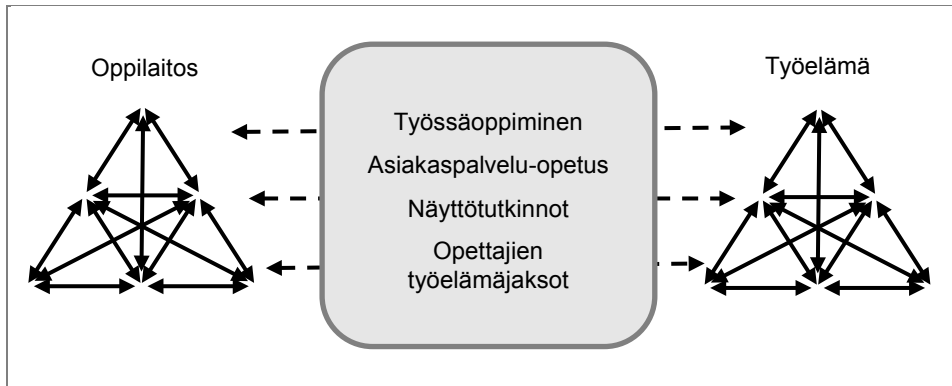 Oppilaitos
Työelämä
Työssäoppiminen
Asiakaspalvelu-opetus
Näyttötutkinnot
Opettajien
työelämäjaksot